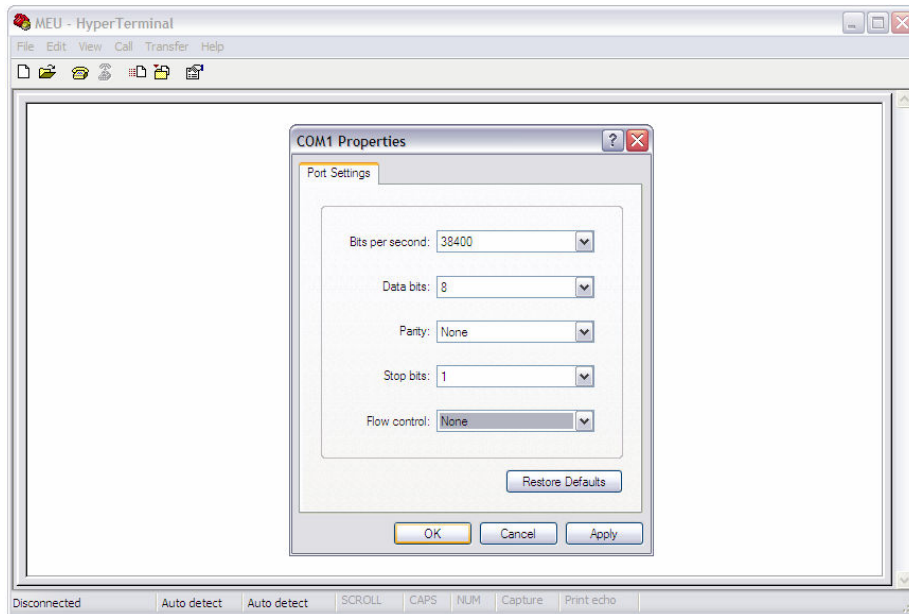 MEU - HyperTerminal
File Edit View Call Transfer Help
COM1 Properties
?
Port Settings
Bits per second: 38400
Data bits: 8
Parity: None
Stop bits: 1
Flow control: None
Restore Defaults
OK Cancel Apply
Disconnected Auto detect Auto detect SCROLL CAPS NUM Capture Print echo